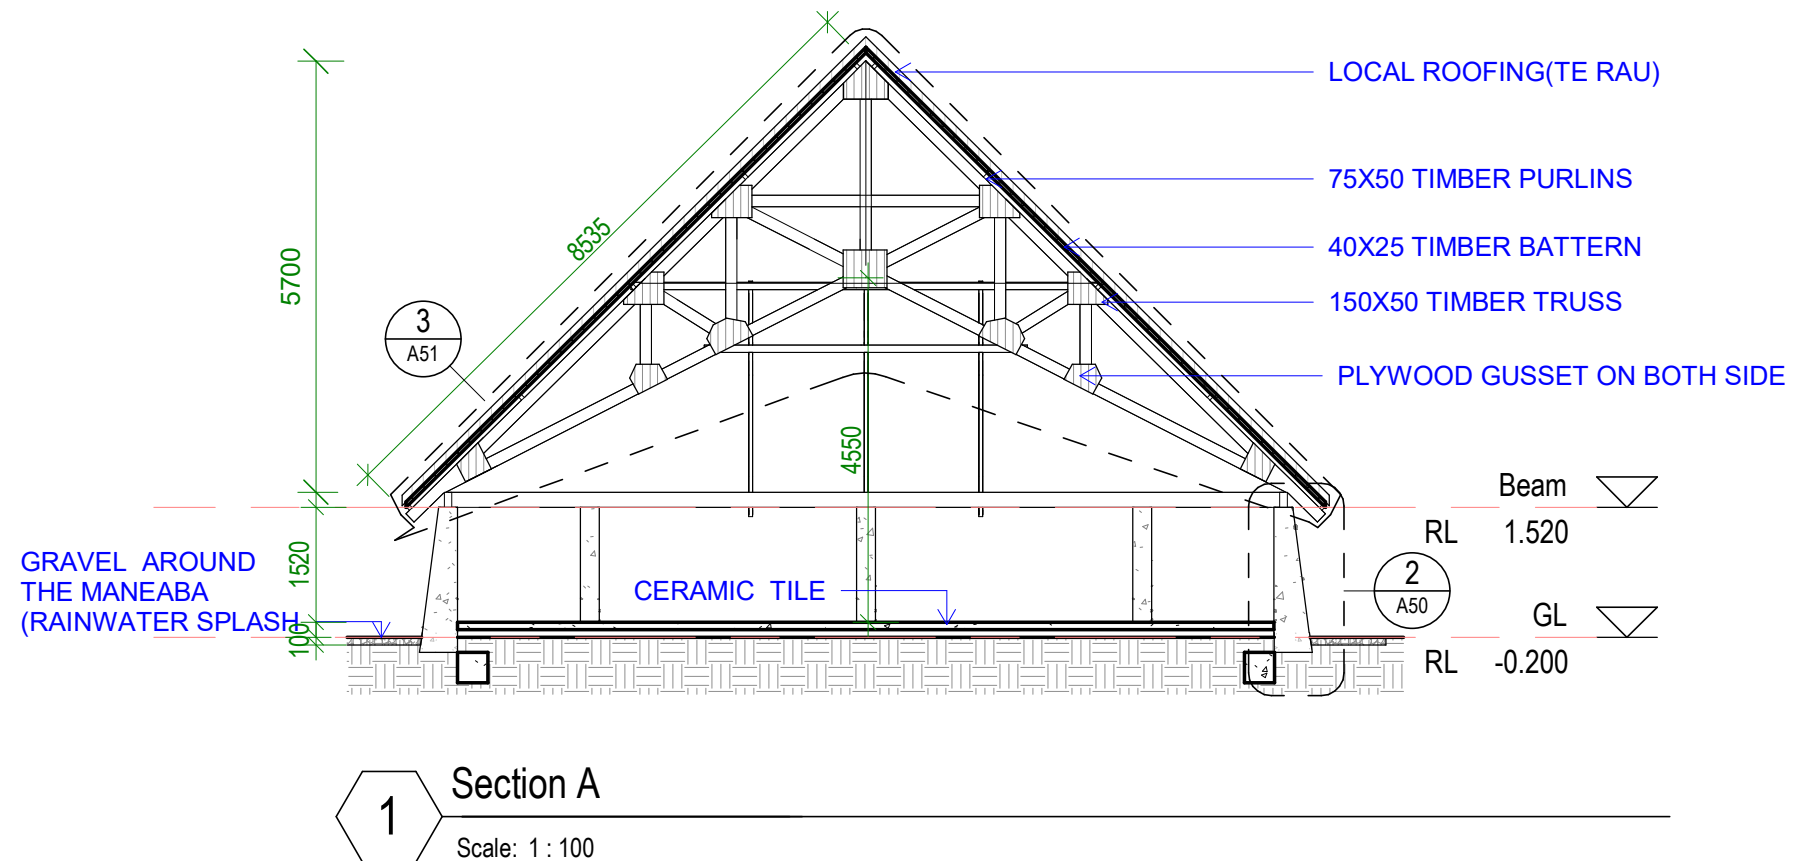 LOCAL ROOFING(TE RAU)
75X50 TIMBER PURLINS
8535
40X25 TIMBER BATTERN
5700
150X50 TIMBER TRUSS
3
A51
PLYWOOD GUSSET ON BOTH SIDE
4550
Beam
RL 1.520
GRAVEL AROUND
THE MANEABA
(RAINWATER SPLASH
1520
CERAMIC TILE
2
A50
GL
100
RL -0.200
1
Section A
Scale: 1 : 100